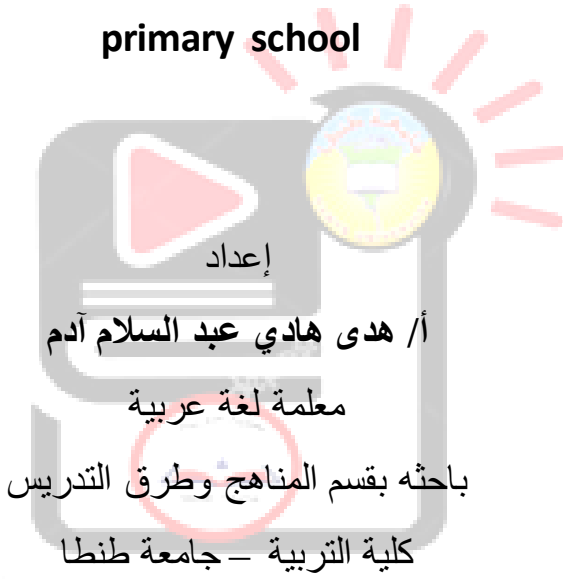 primary school
إعداد
أ/ هدى هادي عبد السلام آدم
معلمة لغة عربية
باحثه بقسم المناهج وطرق التدريس
كلية التربية – جامعة طنطا